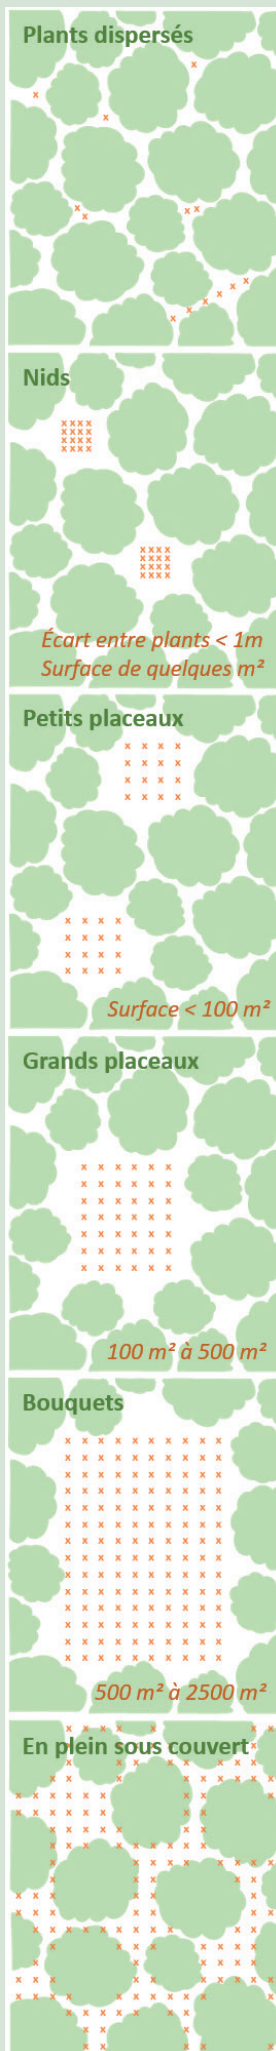 Plants dispersés
Nids
Écart entre plants < 1m
Surface de quelques m²
Petits placeaux
Surface < 100 m²
Grands placeaux
100 m² à 500 m²
Bouquets
500 m² à 2500 m²
En plein sous couvert